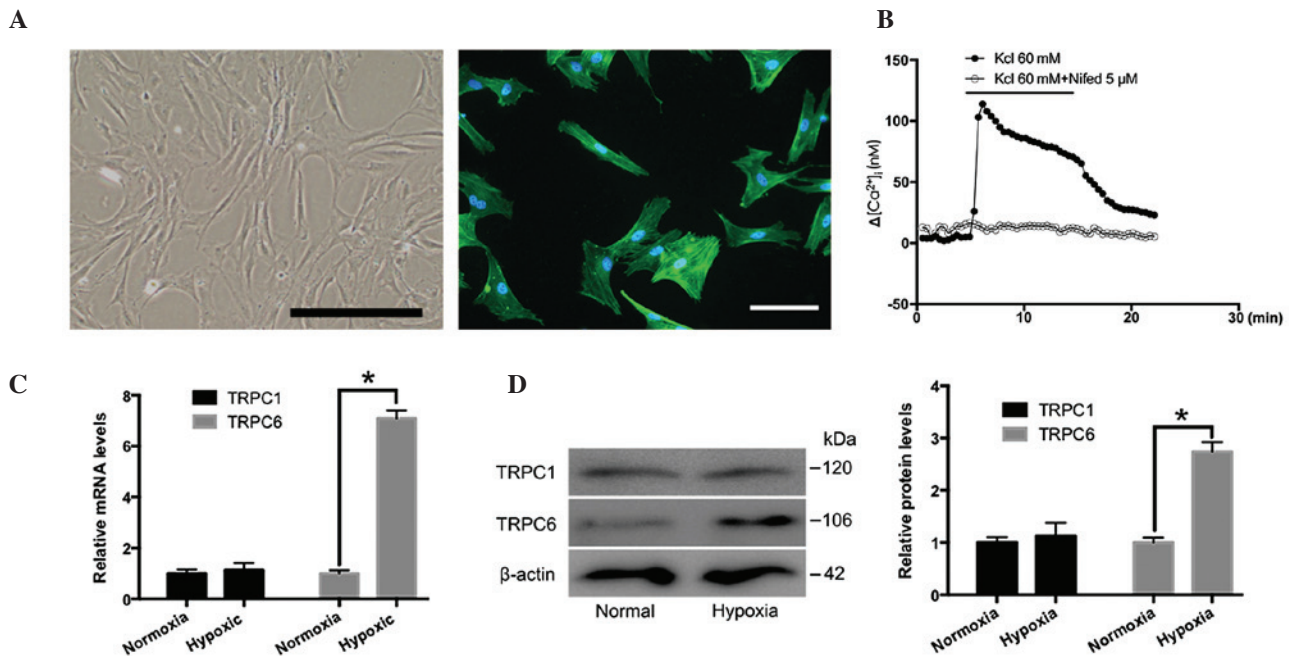 A
B
Kcl 60 mM
Kcl 60 mM+Nifed 5 µM
Δ[Ca²⁺]ᵢ (nM)
150
100
50
0
-50
0 10 20 30 (min)
C
TRPC1
TRPC6
*
Relative mRNA levels
8
6
4
2
0
Normoxia Hypoxic Normoxia Hypoxic
D
kDa
TRPC1 –120
TRPC6 –106
β-actin –42
Normal Hypoxia
TRPC1
TRPC6
*
Relative protein levels
4
3
2
1
0
Normoxia Hypoxia Normoxia Hypoxia